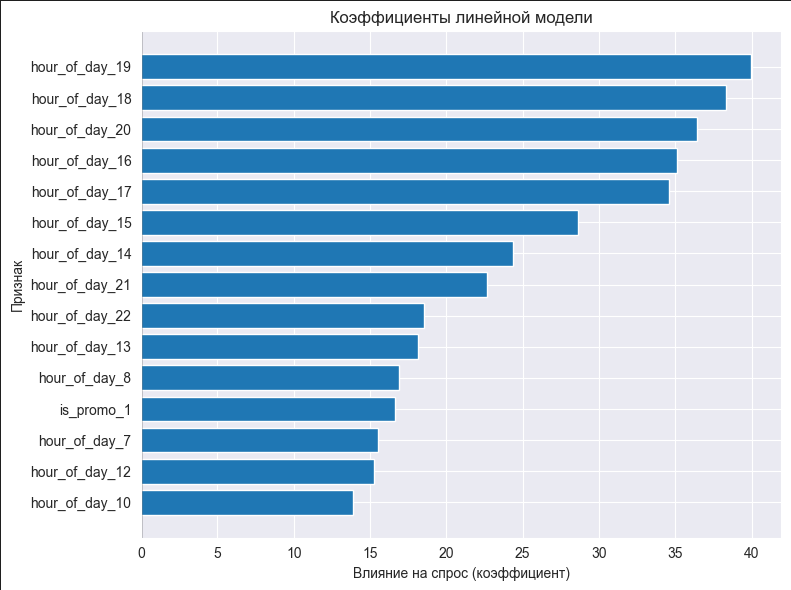 Коэффициенты линейной модели
hour_of_day_19
hour_of_day_18
hour_of_day_20
hour_of_day_16
hour_of_day_17
hour_of_day_15
hour_of_day_14
hour_of_day_21
hour_of_day_22
hour_of_day_13
hour_of_day_8
is_promo_1
hour_of_day_7
hour_of_day_12
hour_of_day_10
Признак
0 5 10 15 20 25 30 35 40
Влияние на спрос (коэффициент)